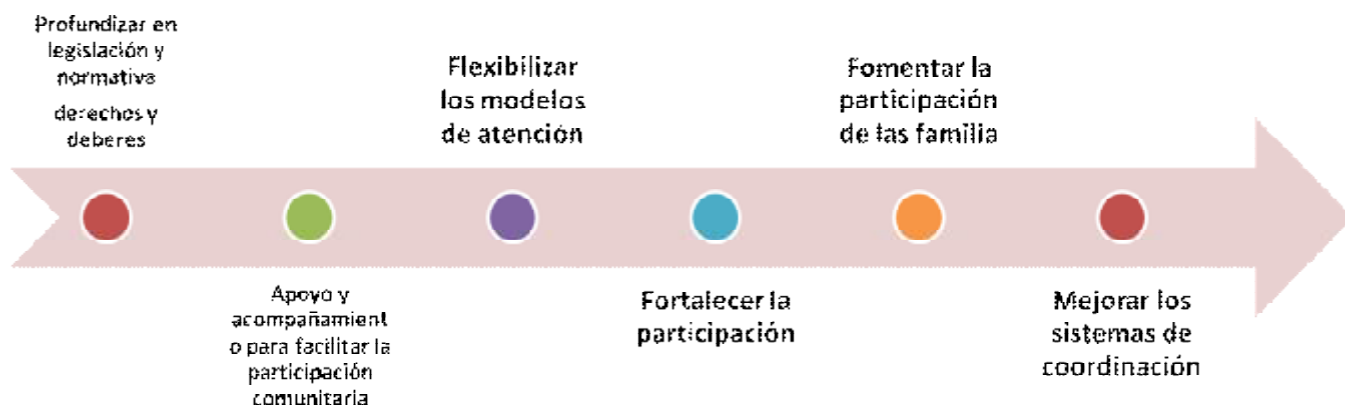 Profundizar en
legislación y
normativa
derechos y
deberes
Apoyo y
acompañamient
o para facilitar la
participación
comunitaria
Flexibilizar
los modelos
de atención
Fortalecer la
participación
Fomentar la
participación
de las familia
Mejorar los
sistemas de
coordinación